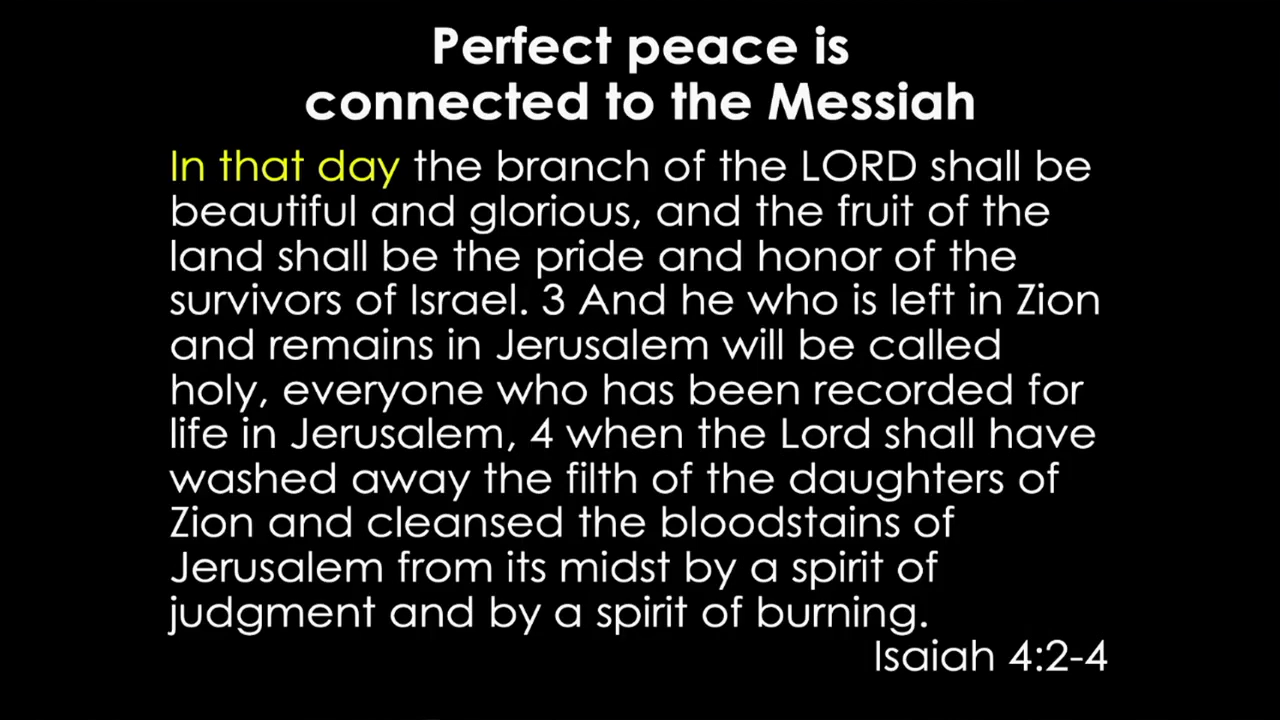 Perfect peace is
connected to the Messiah
In that day the branch of the LORD shall be
beautiful and glorious, and the fruit of the
land shall be the pride and honor of the
survivors of Israel. 3 And he who is left in Zion
and remains in Jerusalem will be called
holy, everyone who has been recorded for
life in Jerusalem, 4 when the Lord shall have
washed away the filth of the daughters of
Zion and cleansed the bloodstains of
Jerusalem from its midst by a spirit of
judgment and by a spirit of burning.
Isaiah 4:2-4